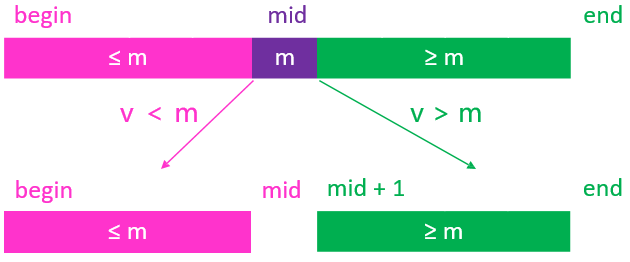 begin mid end
≤ m m ≥ m
v < m v > m
begin mid mid + 1 end
≤ m ≥ m